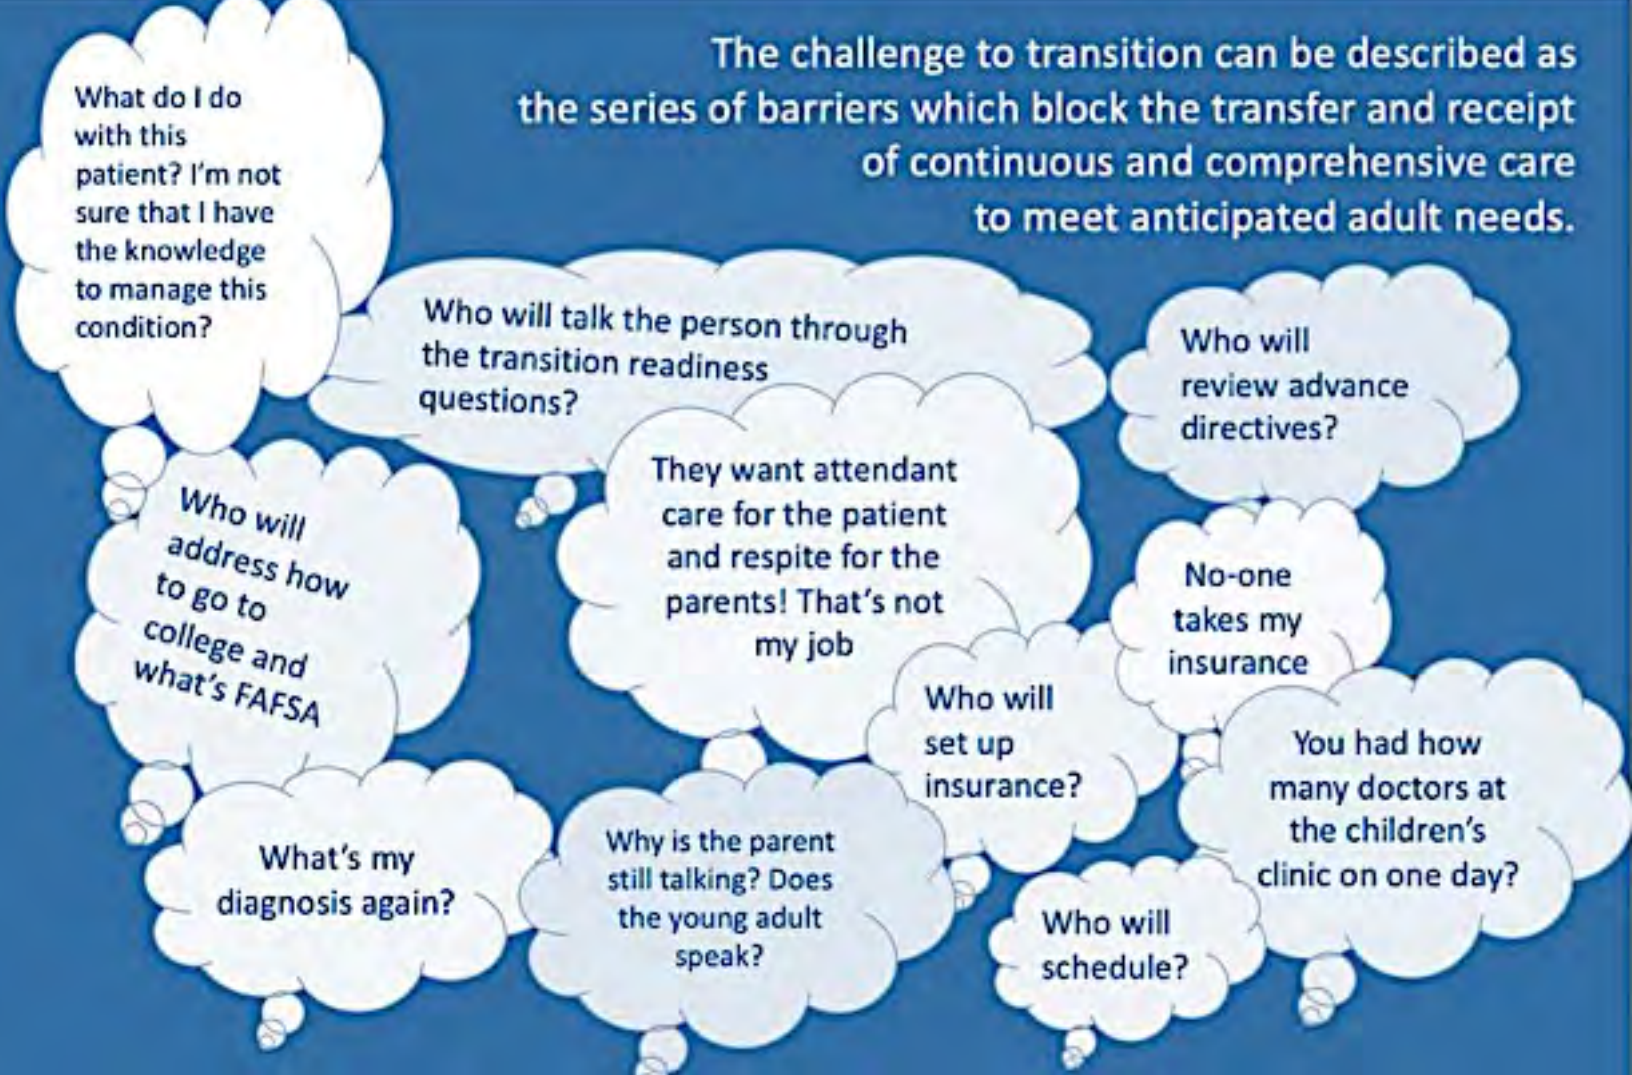 The challenge to transition can be described as
the series of barriers which block the transfer and receipt
of continuous and comprehensive care
to meet anticipated adult needs.
What do I do
with this
patient? I'm not
sure that I have
the knowledge
to manage this
condition?
Who will talk the person through
the transition readiness
questions?
Who will
review advance
directives?
They want attendant
care for the patient
and respite for the
parents! That's not
my job
Who will
address how
to go to
college and
what's FAFSA
No-one
takes my
insurance
Who will
set up
insurance?
You had how
many doctors at
the children's
clinic on one day?
What's my
diagnosis again?
Why is the parent
still talking? Does
the young adult
speak?
Who will
schedule?